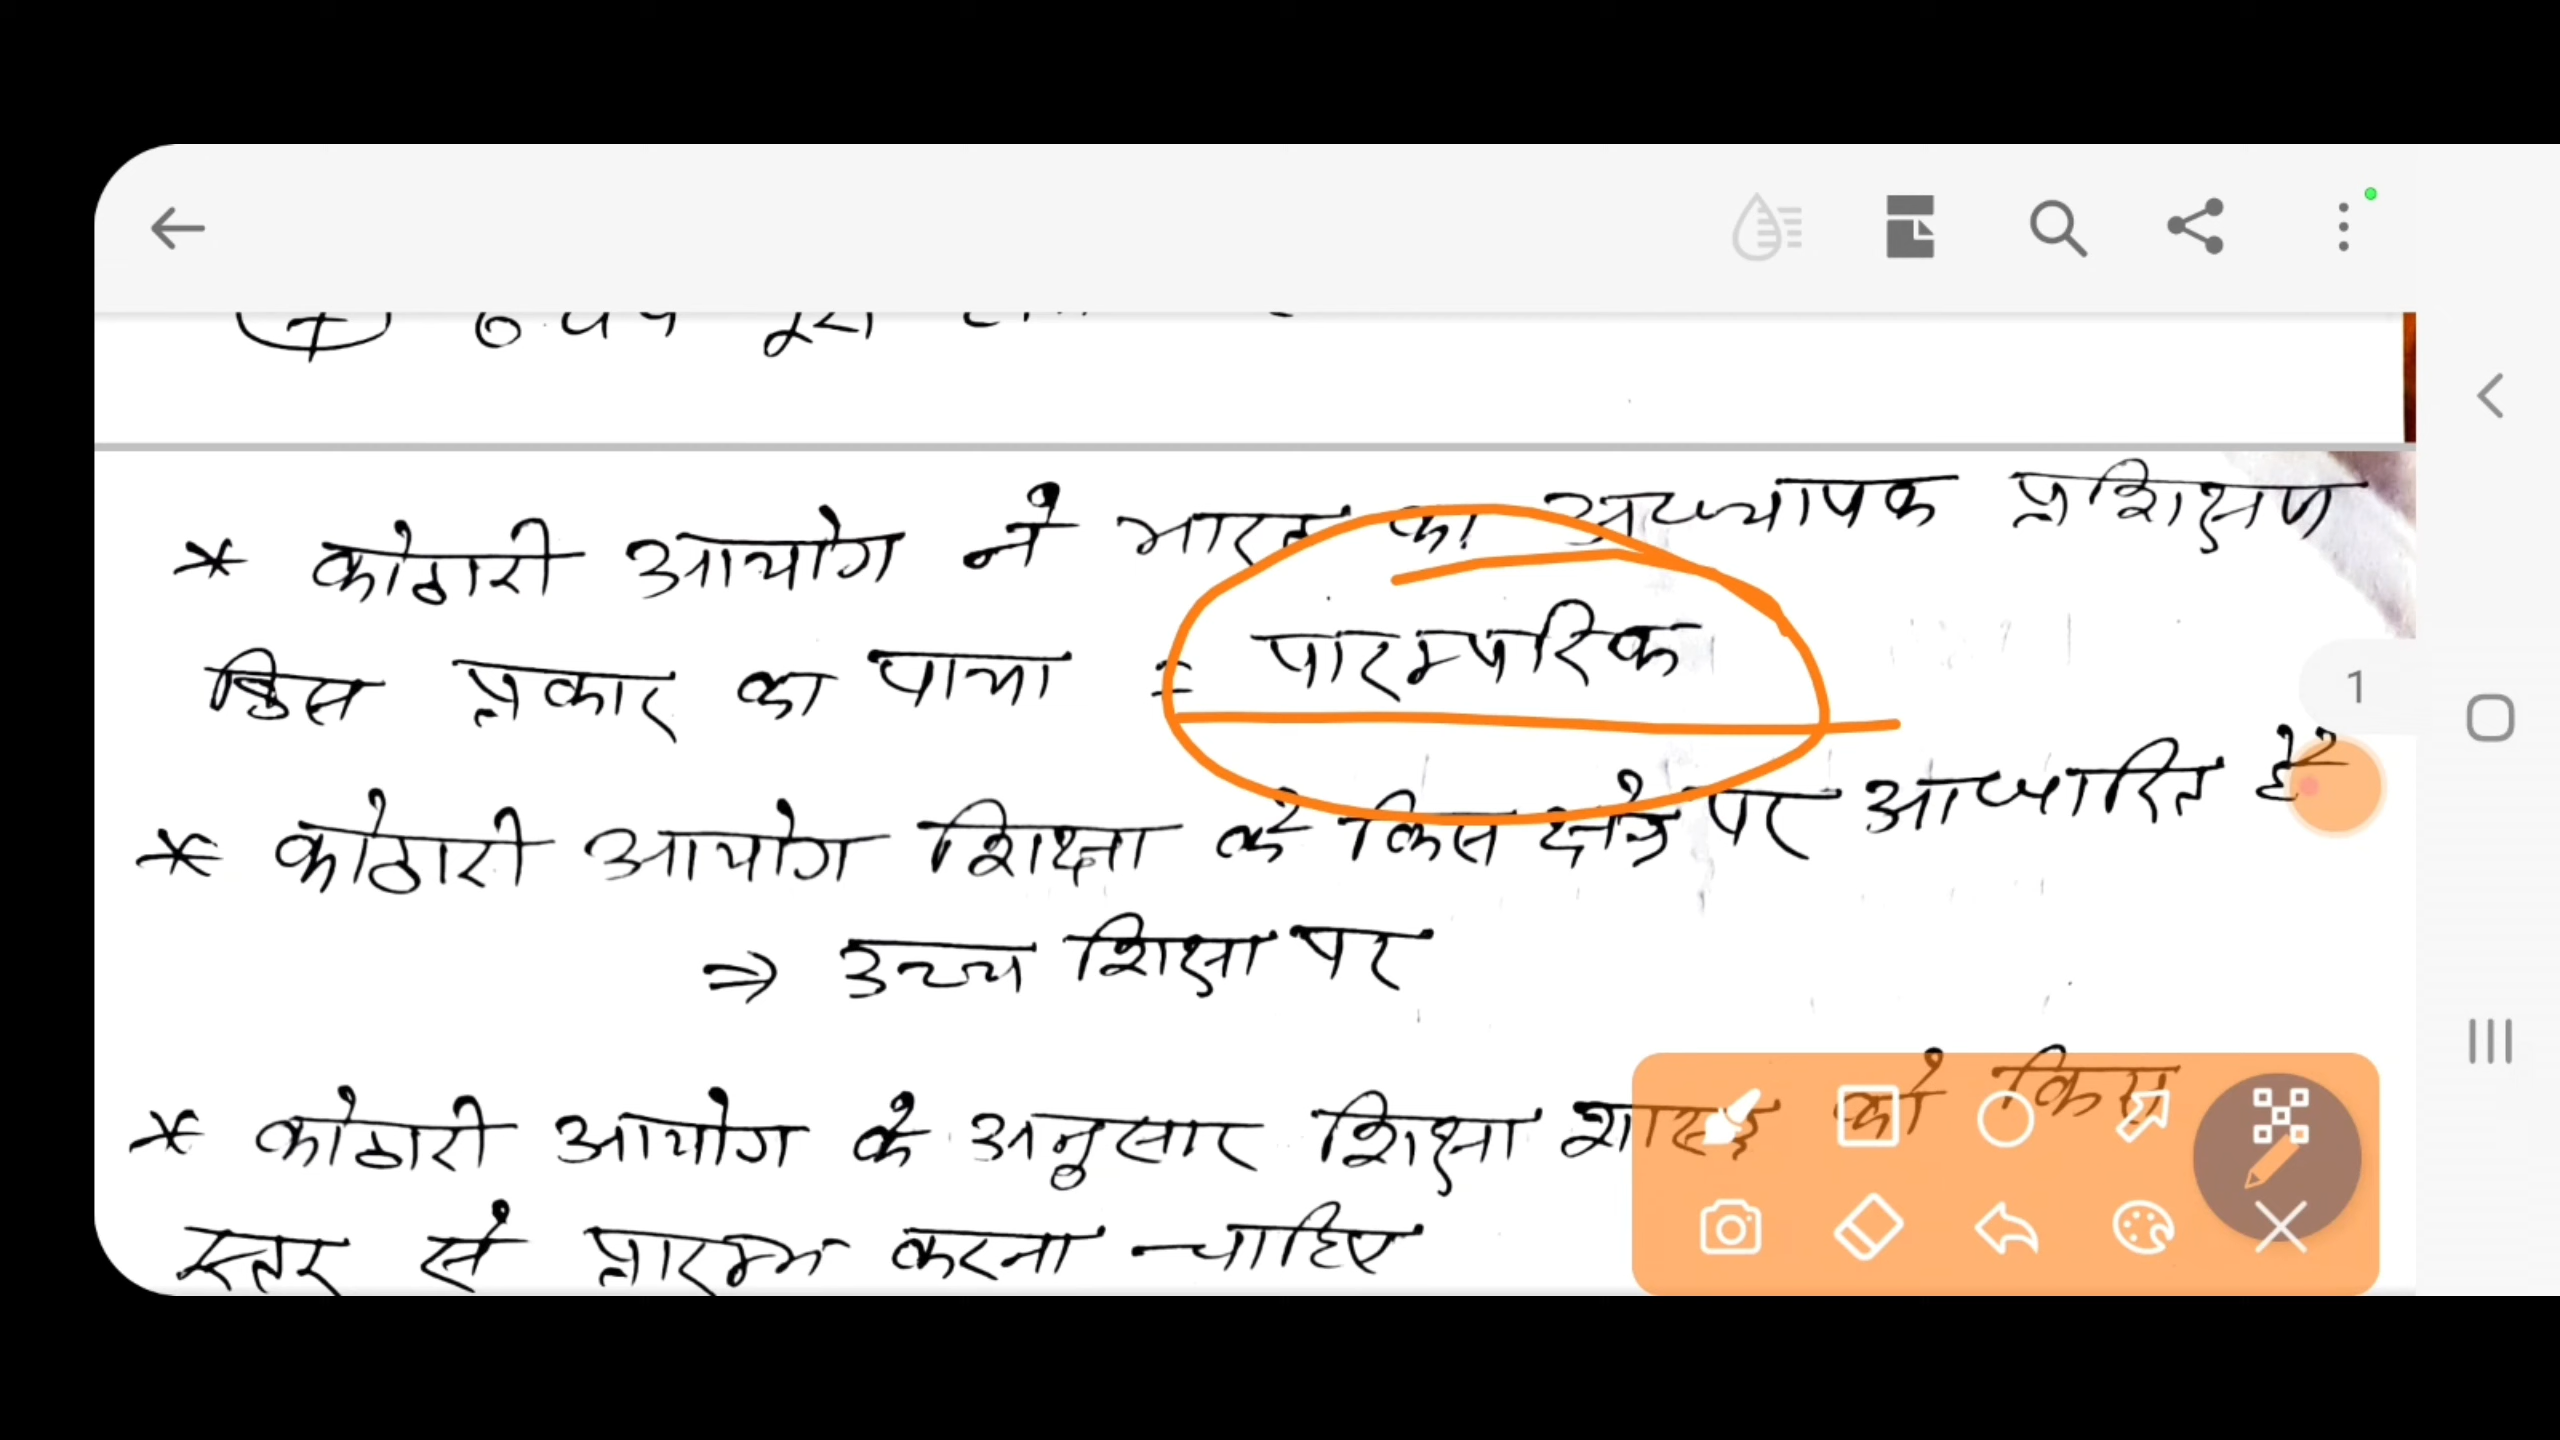 * कोठारी आयोग ने भारत का अध्यापक प्रशिक्षण
किस प्रकार का पाया = पारम्परिक
1
* कोठारी आयोग शिक्षा के किस क्षेत्र पर आधारित है
⇒ उच्च शिक्षा पर
* कोठारी आयोग के अनुसार शिक्षा शास्त्र को किस
स्तर से प्रारम्भ करना चाहिए